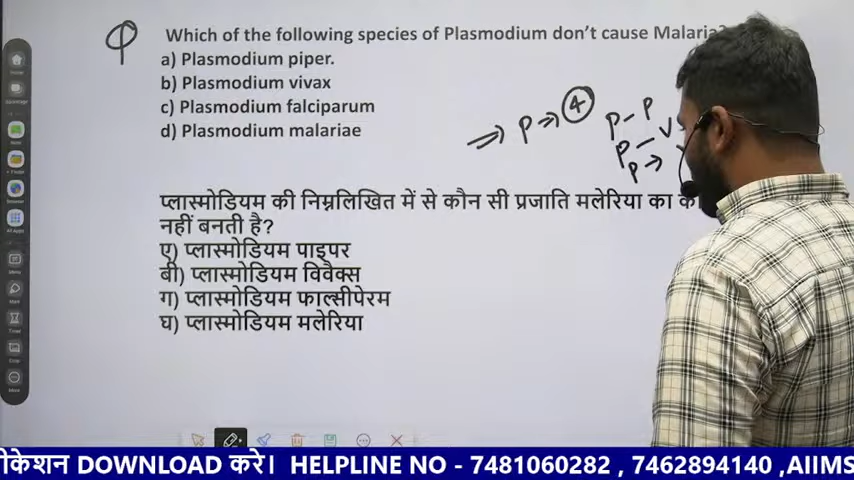 Which of the following species of Plasmodium don't cause Malaria?
a) Plasmodium piper.
b) Plasmodium vivax
c) Plasmodium falciparum
d) Plasmodium malariae
⇒ P ⇒ 4
P - P
P - V
P →
प्लास्मोडियम की निम्नलिखित में से कौन सी प्रजाति मलेरिया का
नहीं बनती है?
ए) प्लास्मोडियम पाइपर
बी) प्लास्मोडियम विवैक्स
ग) प्लास्मोडियम फाल्सीपेरम
घ) प्लास्मोडियम मलेरिया
DOWNLOAD करे। HELPLINE NO - 7481060282 , 7462894140 ,AIIMS